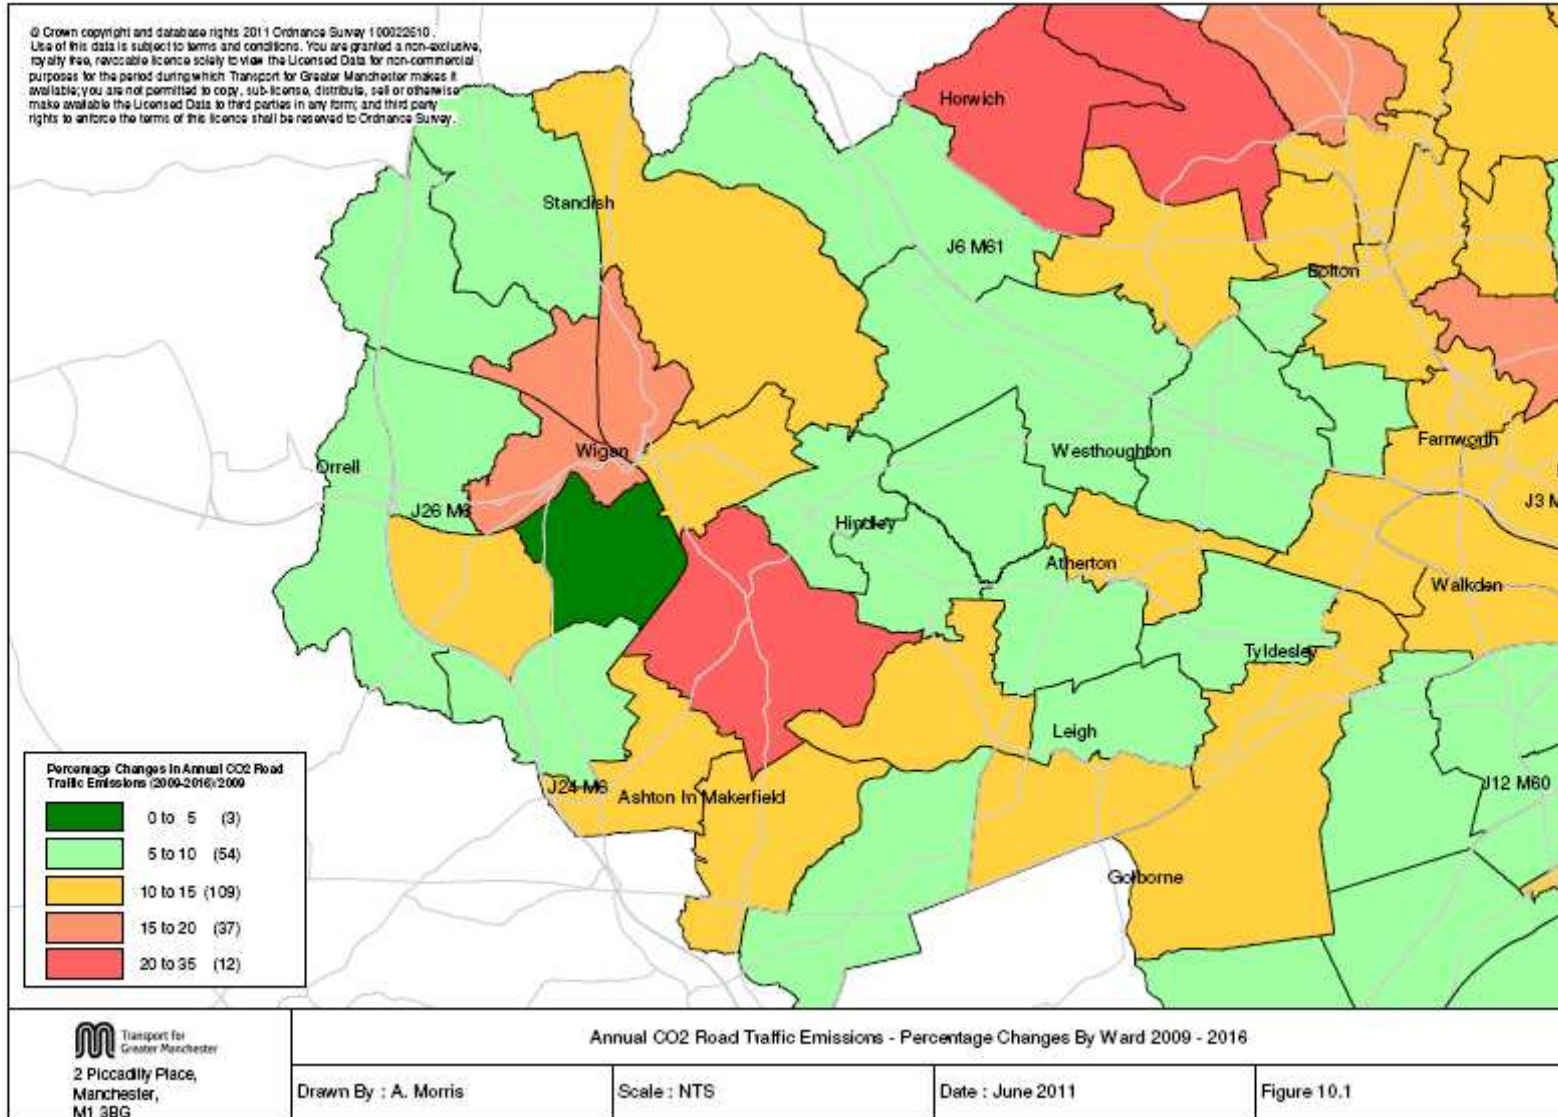 @ Crown copyright and database rights 2011 Ordnance Survey 100022610 .
Use of this data is subject to terms and conditions. You are granted a non-exclusive,
royalty free, revocable licence solely to view the Licensed Data for non-commercial
purposes for the period during which Transport for Greater Manchester makes it
available; you are not permitted to copy, sub-license, distribute, sell or otherwise
make available the Licensed Data to third parties in any form; and third party
rights to enforce the terms of this licence shall be reserved to Ordnance Survey.
Horwich
Standish
J6 M61
Bolton
Wigan
Westhoughton
Farnworth
Orrell
J26 M6
J3 M
Hindley
Atherton
Walkden
Tyldesley
Leigh
J24 M6
Ashton In Makerfield
J12 M60
Golborne
Percentage Changes in Annual CO2 Road
Traffic Emissions (2009-2016)/2009
0 to 5 (3)
5 to 10 (54)
10 to 15 (109)
15 to 20 (37)
20 to 35 (12)
Transport for
Greater Manchester
2 Piccadilly Place,
Manchester,
M1 3BG
Annual CO2 Road Traffic Emissions - Percentage Changes By Ward 2009 - 2016
Drawn By : A. Morris
Scale : NTS
Date : June 2011
Figure 10.1